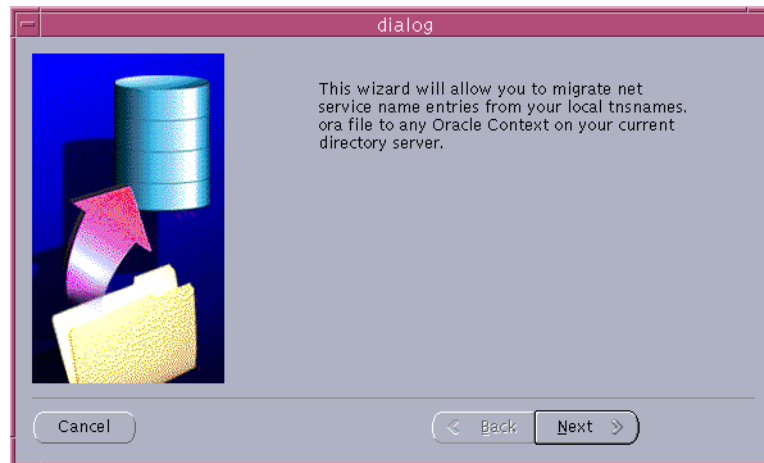 dialog
This wizard will allow you to migrate net
service name entries from your local tnsnames.
ora file to any Oracle Context on your current
directory server.
Cancel
Back
Next